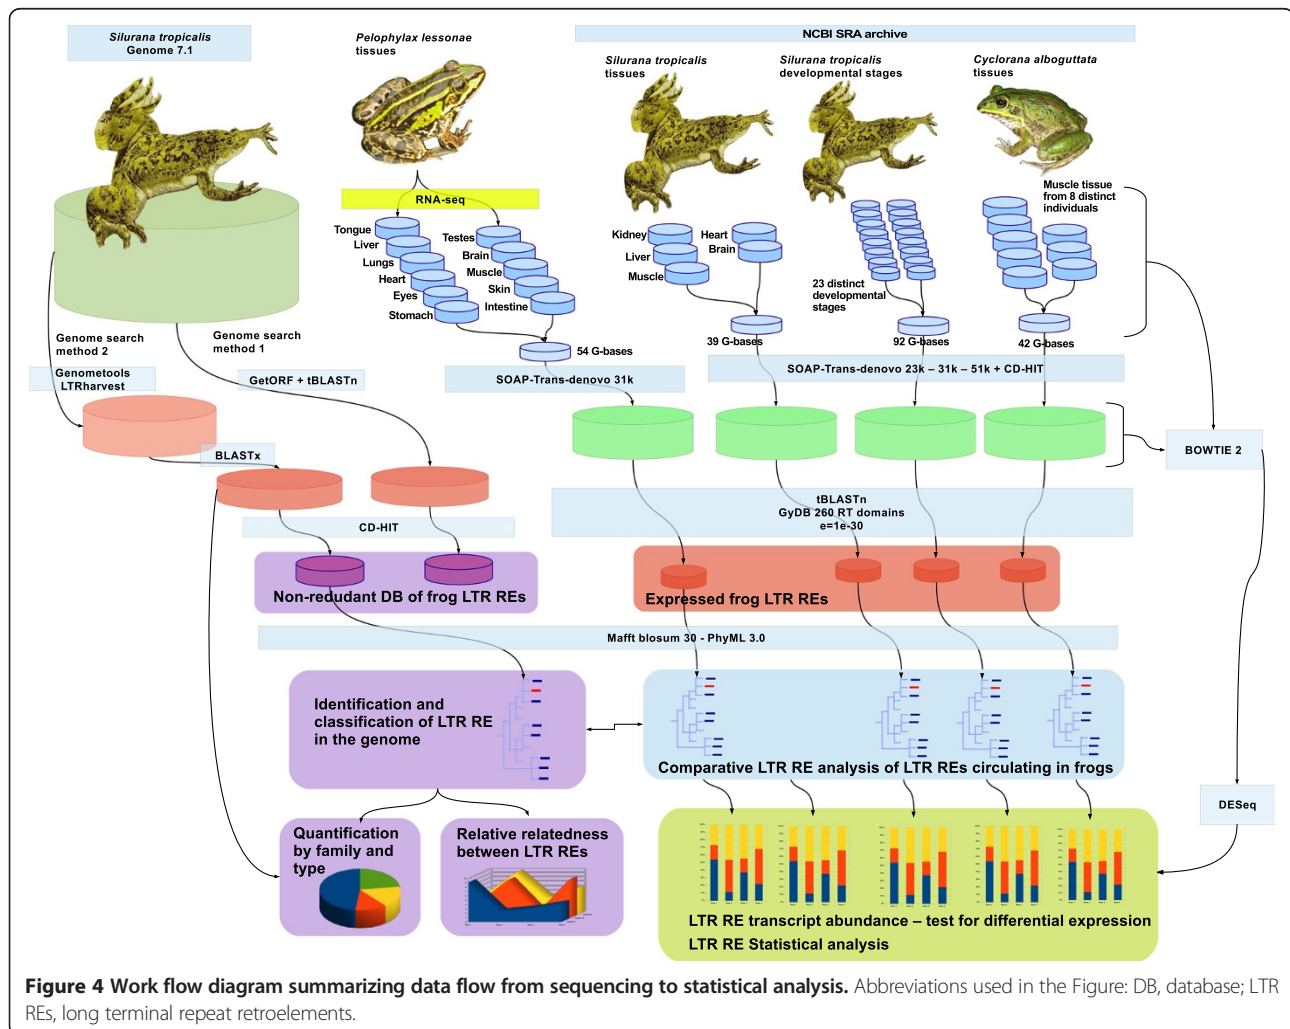 Silurana tropicalis
Genome 7.1
Pelophylax lessonae
tissues
NCBI SRA archive
Silurana tropicalis
tissues
Silurana tropicalis
developmental stages
Cyclorana alboguttata
tissues
RNA-seq
Tongue
Liver
Lungs
Heart
Eyes
Stomach
Testes
Brain
Muscle
Skin
Intestine
Kidney
Liver
Muscle
Heart
Brain
23 distinct
developmental
stages
Muscle tissue
from 8 distinct
individuals
54 G-bases
39 G-bases
92 G-bases
42 G-bases
Genome search
method 2
Genome search
method 1
Genometools
LTRharvest
GetORF + tBLASTn
SOAP-Trans-denovo 31k
SOAP-Trans-denovo 23k – 31k – 51k + CD-HIT
BLASTx
BOWTIE 2
CD-HIT
tBLASTn
GyDB 260 RT domains
e=1e-30
Non-redutant DB of frog LTR REs
Expressed frog LTR REs
Mafft blosum 30 - PhyML 3.0
Identification and
classification of LTR RE
in the genome
Comparative LTR RE analysis of LTR REs circulating in frogs
DESeq
Quantification
by family and
type
Relative relatedness
between LTR REs
LTR RE transcript abundance – test for differential expression
LTR RE Statistical analysis
Figure 4 Work flow diagram summarizing data flow from sequencing to statistical analysis. Abbreviations used in the Figure: DB, database; LTR
REs, long terminal repeat retroelements.